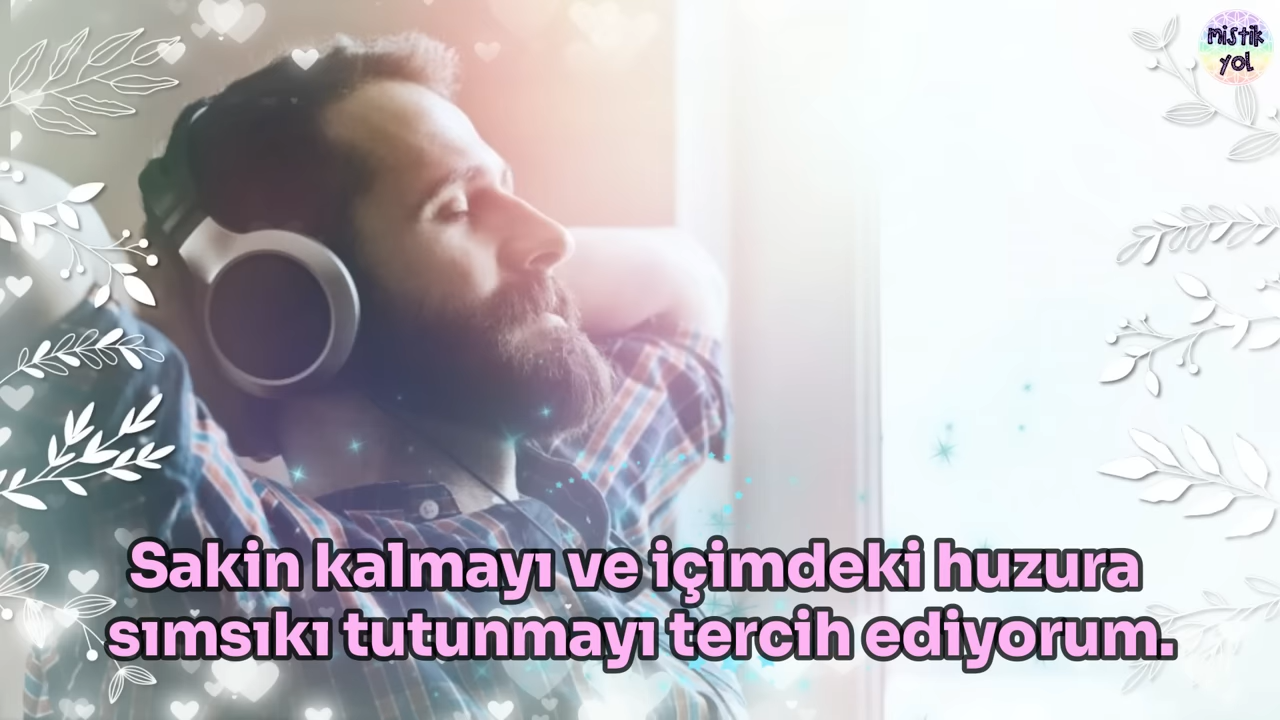 mistik
yol
Sakin kalmayı ve içimdeki huzura
sımsıkı tutunmayı tercih ediyorum.